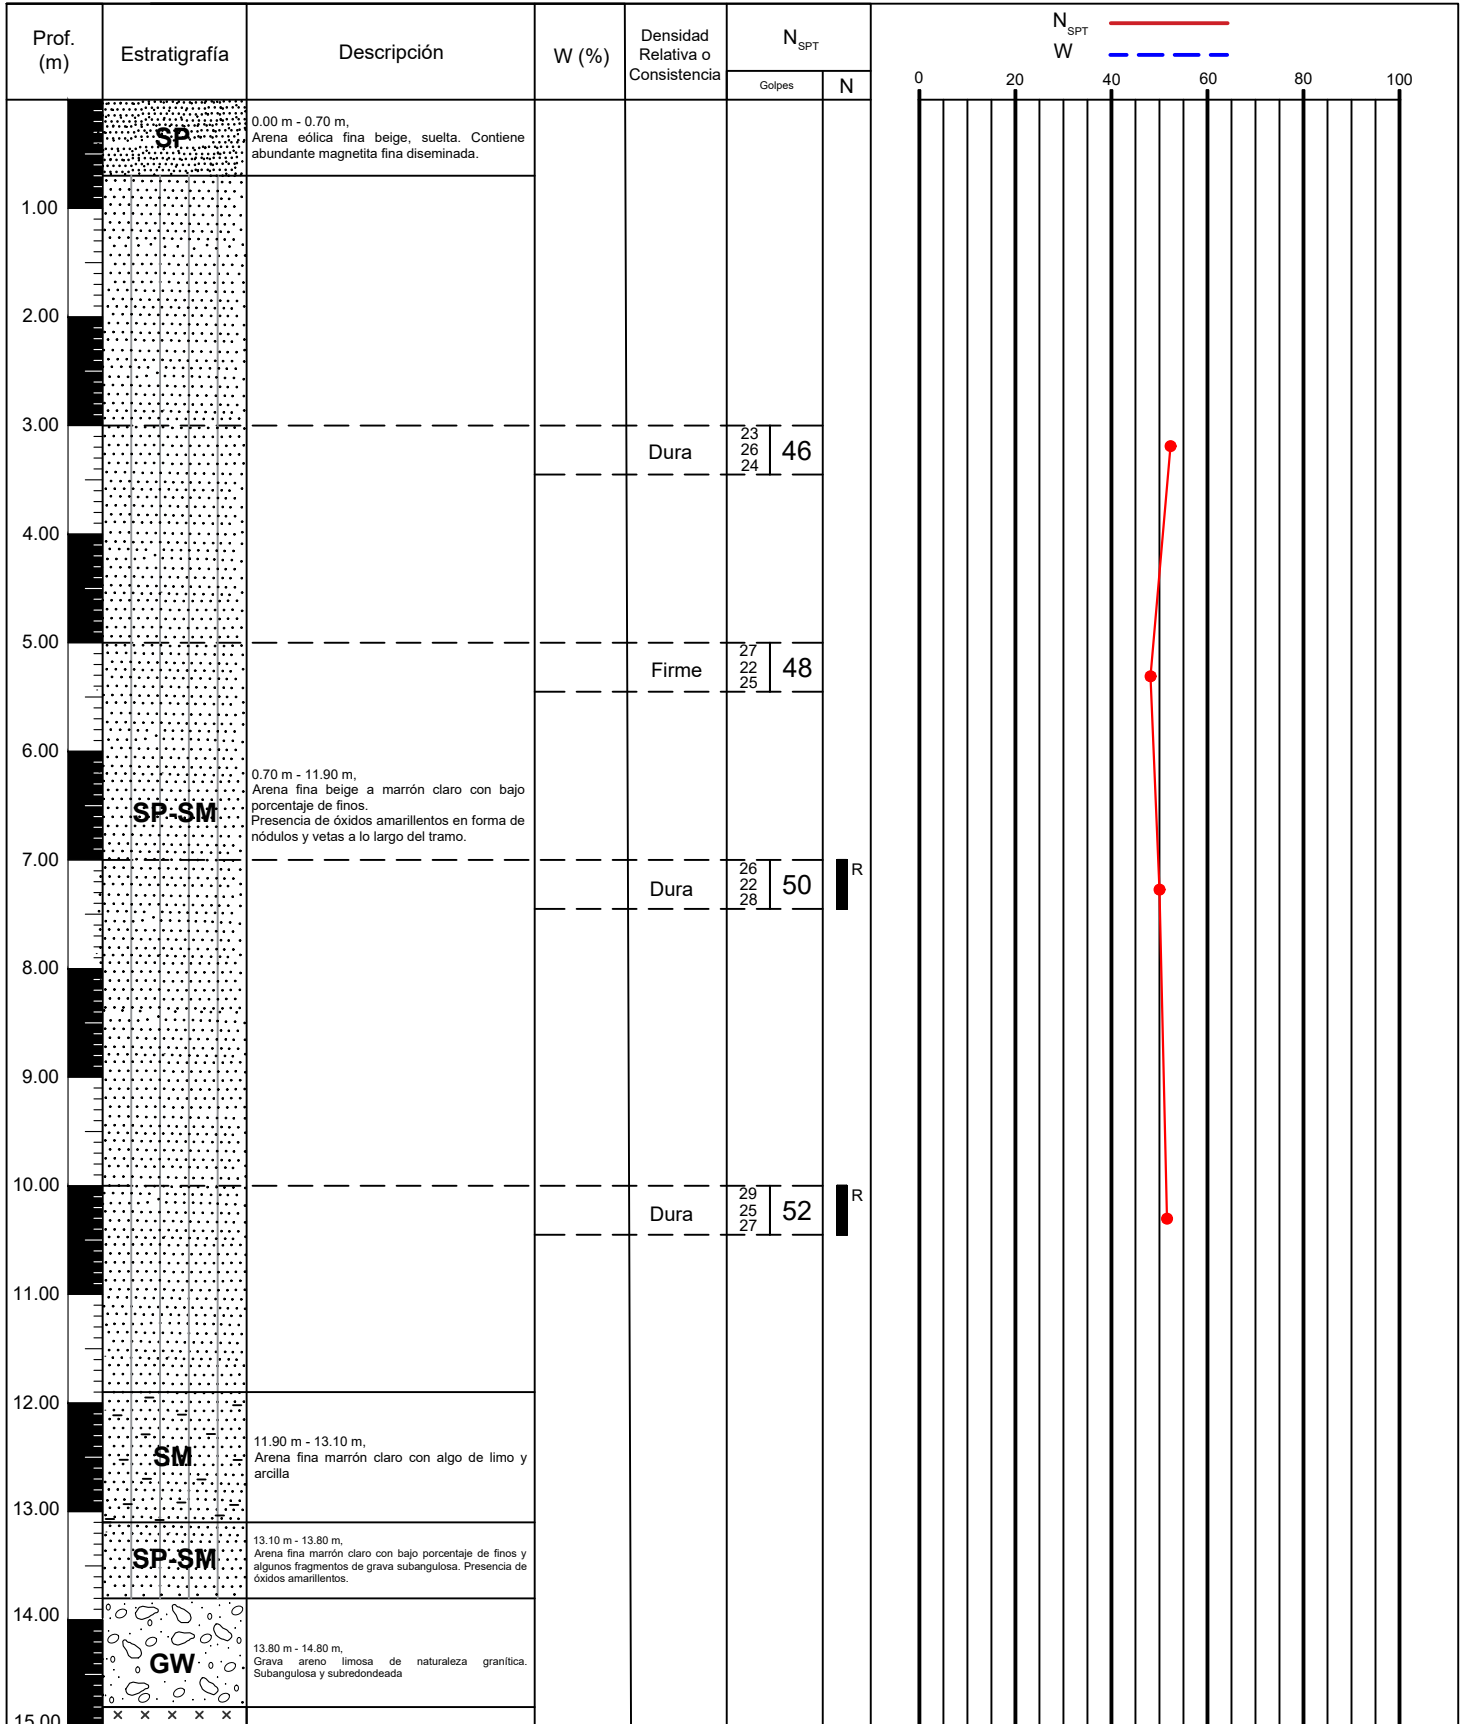 Prof.
(m)
Estratigrafía
Descripción
W (%)
Densidad
Relativa o
Consistencia
N SPT
Golpes
N
N SPT
W
0 20 40 60 80 100
SP
0.00 m - 0.70 m,
Arena eólica fina beige, suelta. Contiene
abundante magnetita fina diseminada.
1.00
2.00
3.00
Dura
23
26
24
46
4.00
5.00
Firme
27
22
25
48
6.00
SP-SM
0.70 m - 11.90 m,
Arena fina beige a marrón claro con bajo
porcentaje de finos.
Presencia de óxidos amarillentos en forma de
nódulos y vetas a lo largo del tramo.
7.00
Dura
26
22
28
50
R
8.00
9.00
10.00
Dura
29
25
27
52
R
11.00
12.00
SM
11.90 m - 13.10 m,
Arena fina marrón claro con algo de limo y
arcilla
13.00
SP-SM
13.10 m - 13.80 m,
Arena fina marrón claro con bajo porcentaje de finos y
algunos fragmentos de grava subangulosa. Presencia de
óxidos amarillentos.
14.00
GW
13.80 m - 14.80 m,
Grava areno limosa de naturaleza granítica.
Subangulosa y subredondeada
15.00